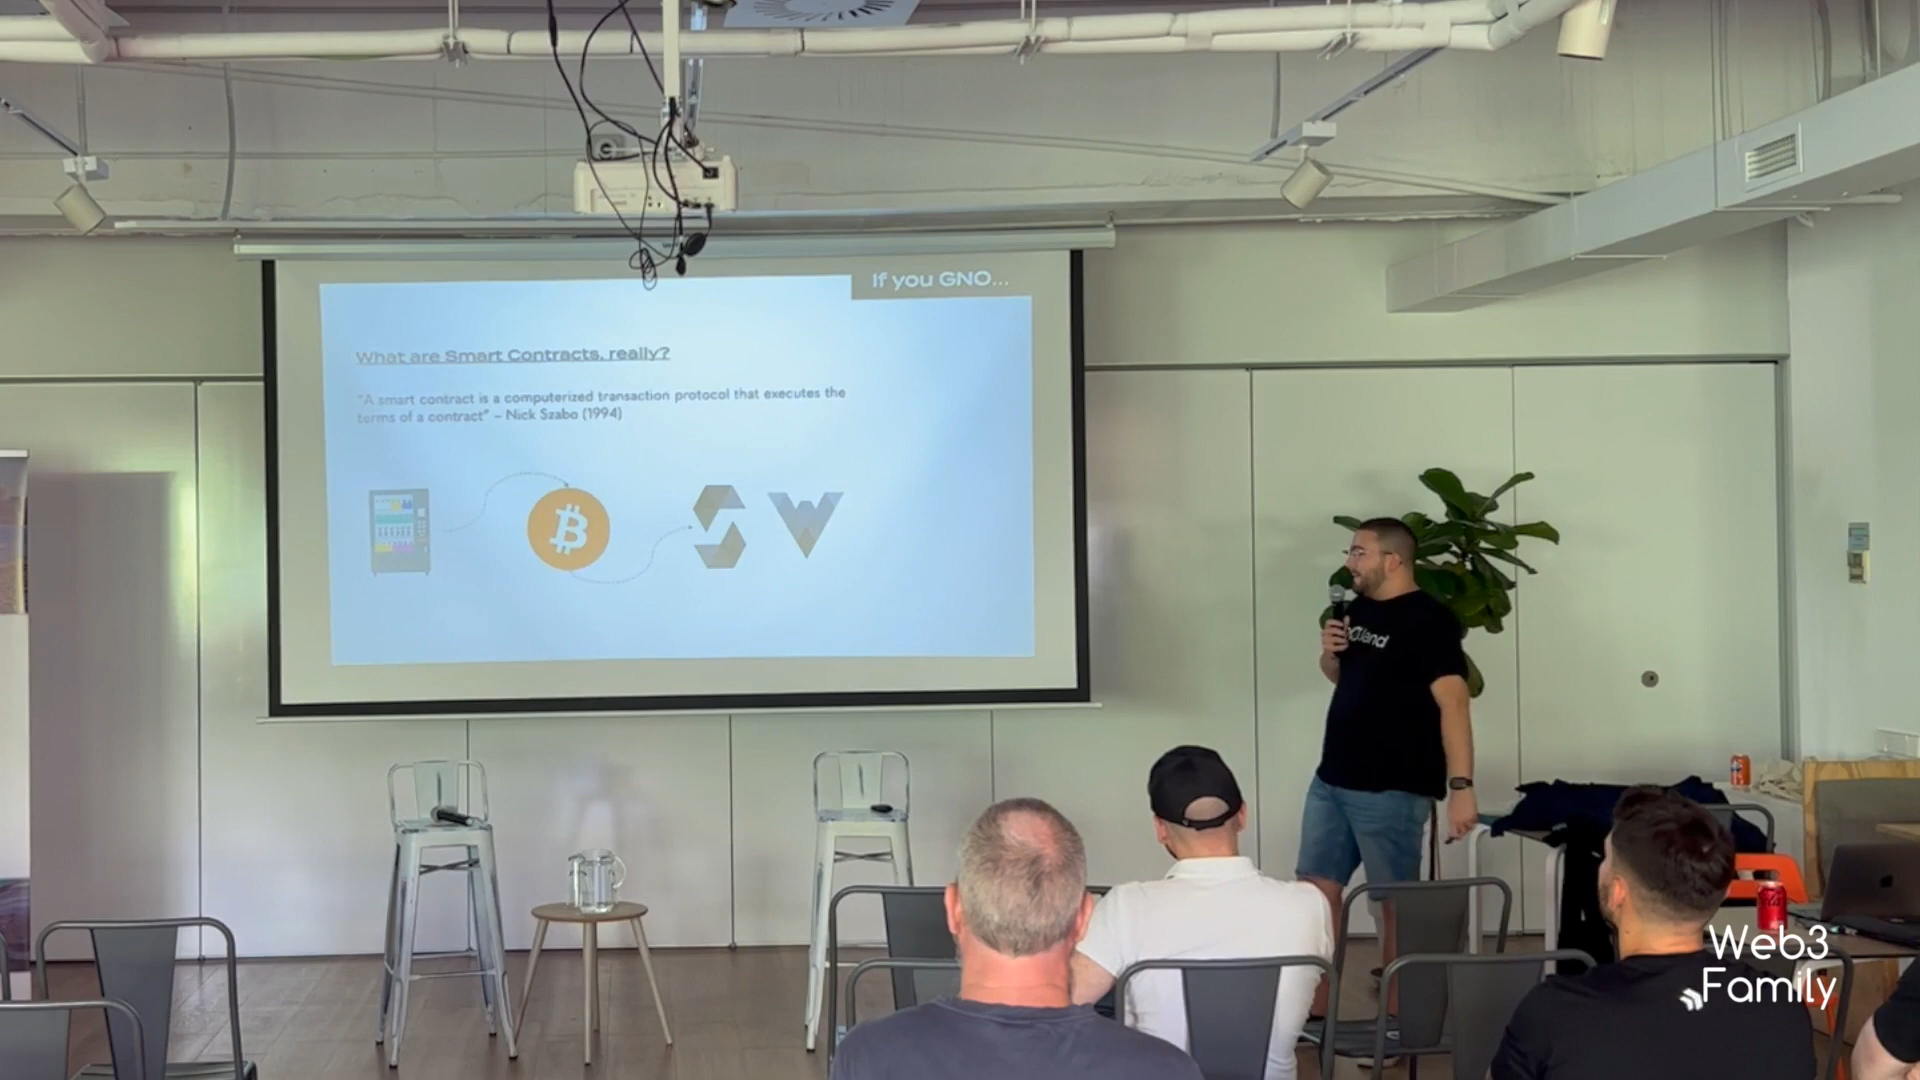 If you GNO...
What are Smart Contracts, really?
"A smart contract is a computerized transaction protocol that executes the
terms of a contract" – Nick Szabo (1994)
Web3
Family